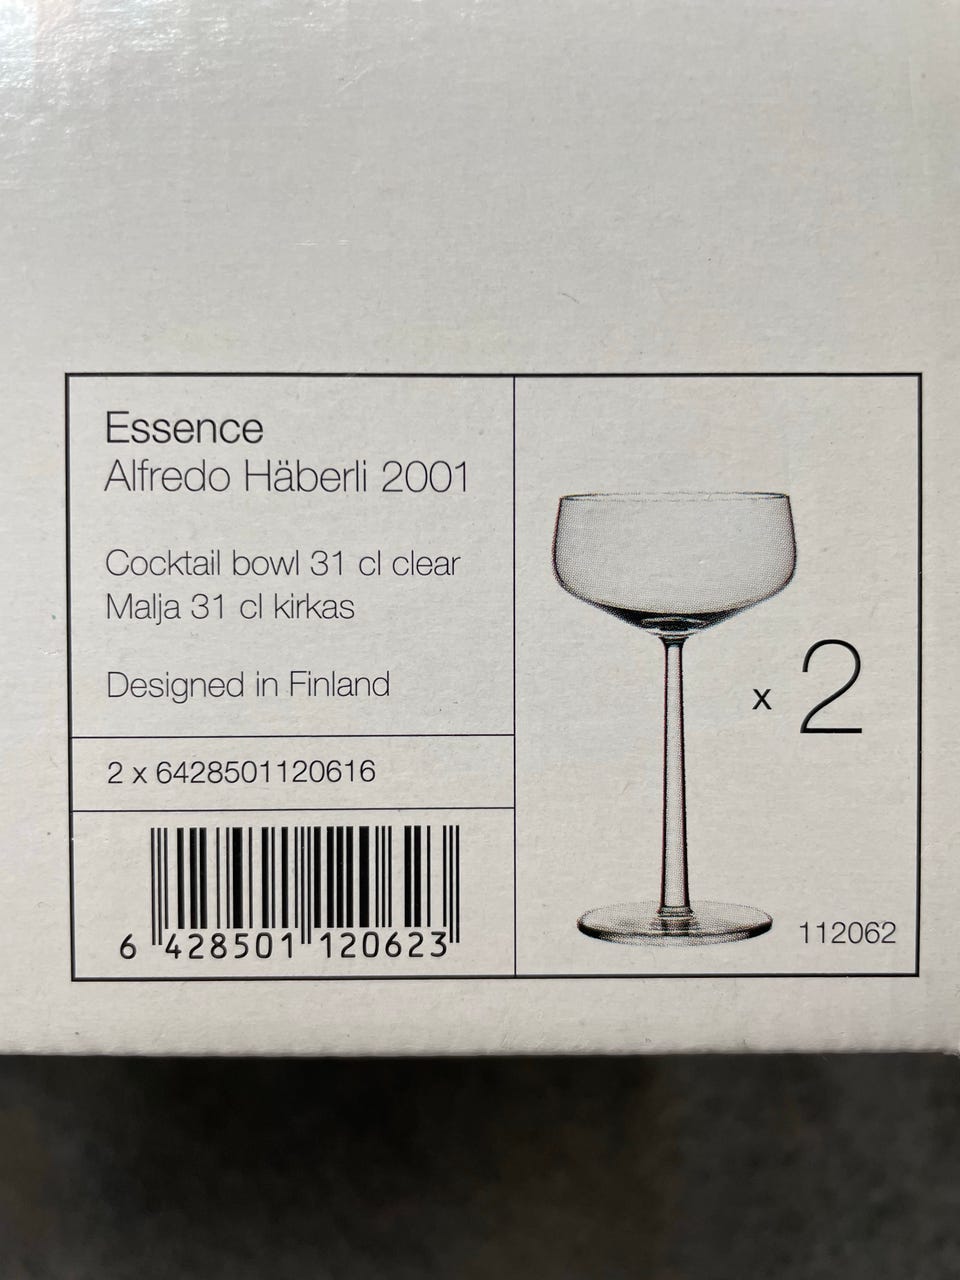 Essence
Alfredo Häberli 2001
Cocktail bowl 31 cl clear
Malja 31 cl kirkas
Designed in Finland
2 x 6428501120616
6 428501 120623
x 2
112062